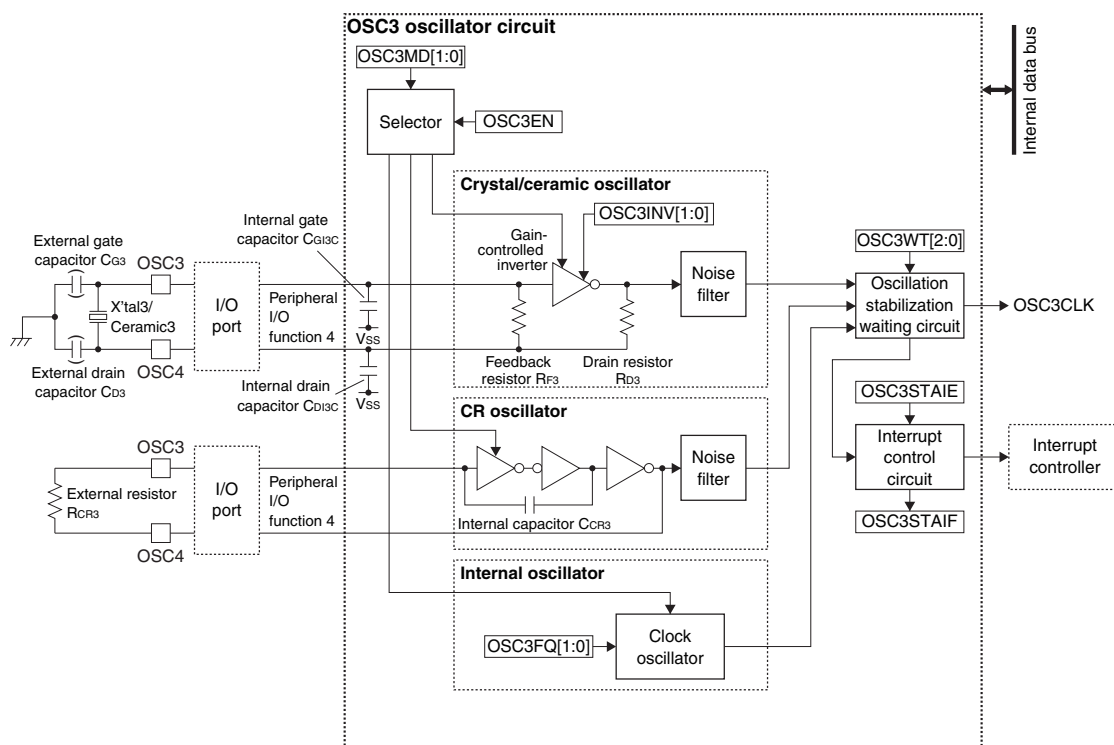 OSC3 oscillator circuit
OSC3MD[1:0]
Selector
OSC3EN
Internal data bus
Crystal/ceramic oscillator
OSC3INV[1:0]
Gain-
controlled
inverter
Noise
filter
Feedback
resistor RF3
Drain resistor
RD3
Internal gate
capacitor CGI3C
VSS
Internal drain
capacitor CDI3C
VSS
External gate
capacitor CG3
OSC3
X'tal3/
Ceramic3
OSC4
External drain
capacitor CD3
I/O
port
Peripheral
I/O
function 4
OSC3WT[2:0]
Oscillation
stabilization
waiting circuit
OSC3CLK
OSC3STAIE
Interrupt
control
circuit
OSC3STAIF
Interrupt
controller
CR oscillator
Noise
filter
Internal capacitor CCR3
OSC3
External resistor
RCR3
OSC4
I/O
port
Peripheral
I/O
function 4
Internal oscillator
OSC3FQ[1:0]
Clock
oscillator